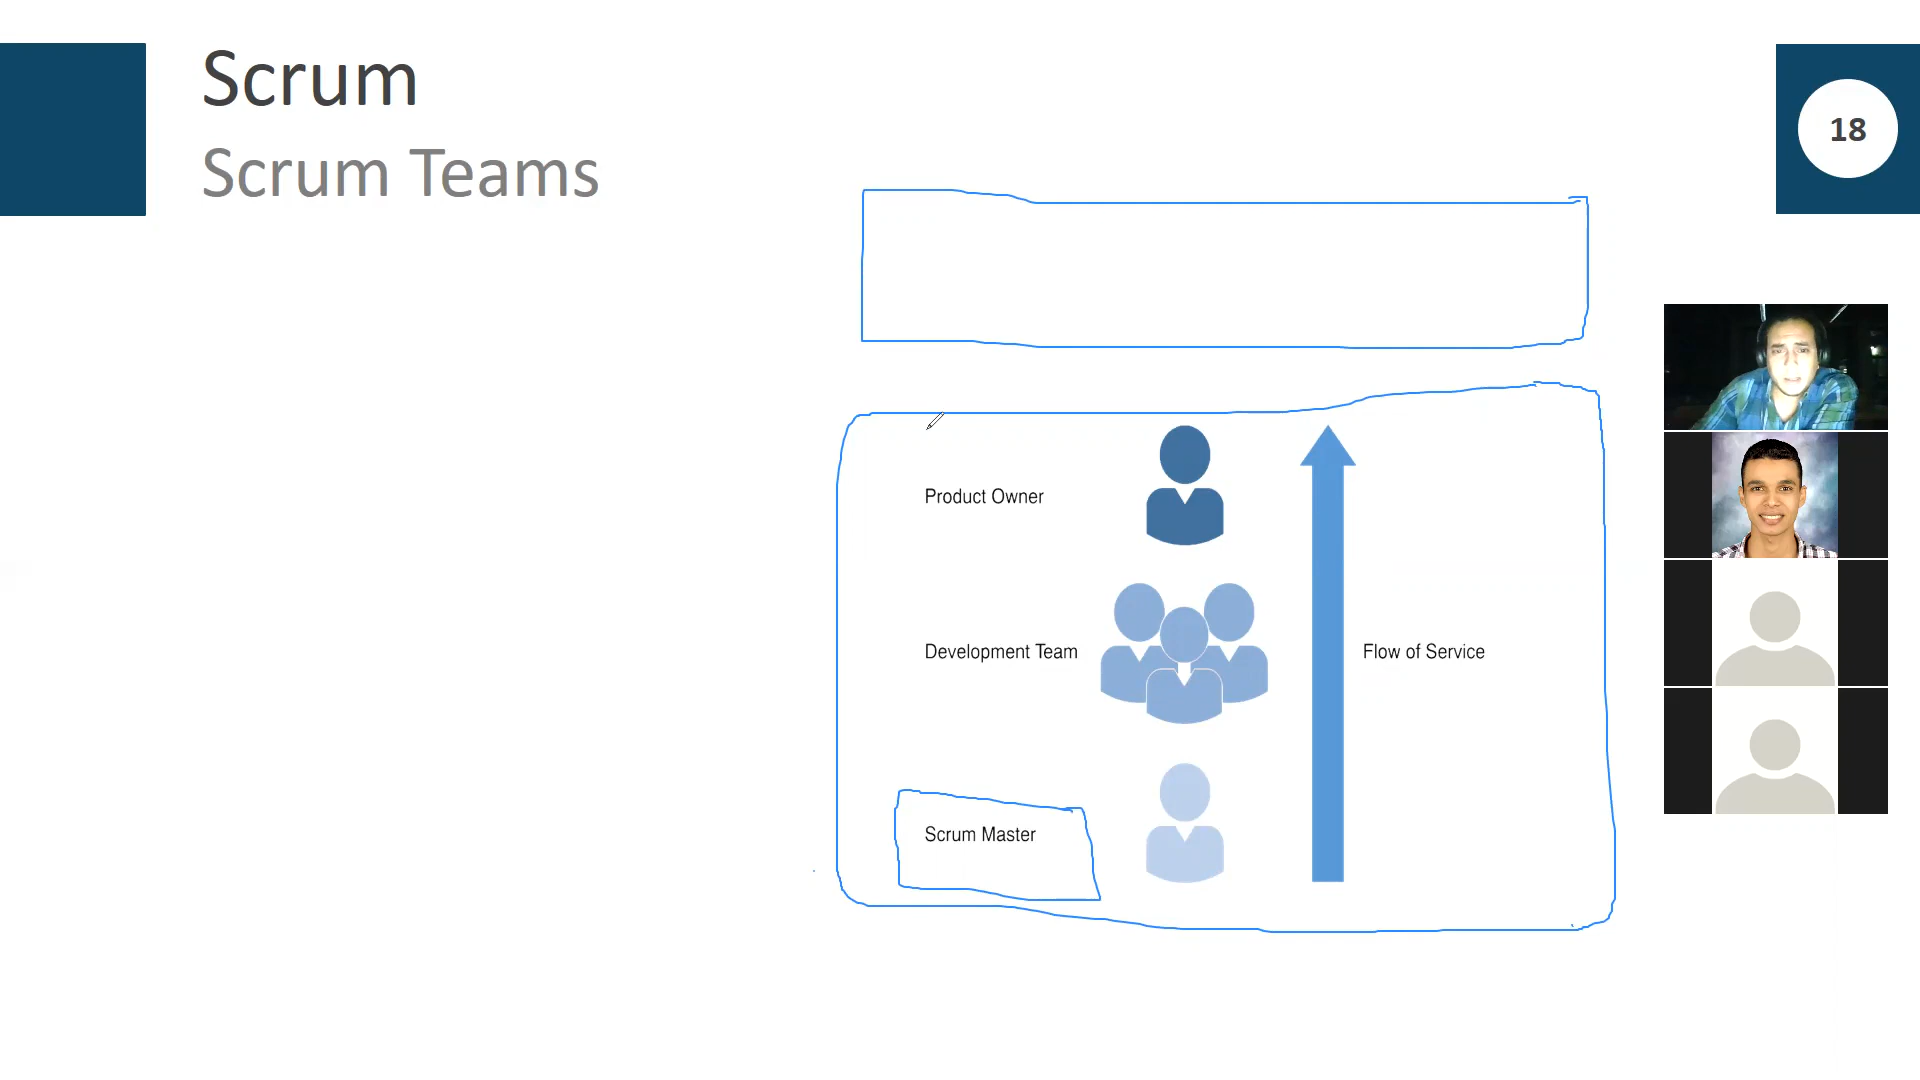 Scrum
Scrum Teams
18
Product Owner
Development Team
Flow of Service
Scrum Master